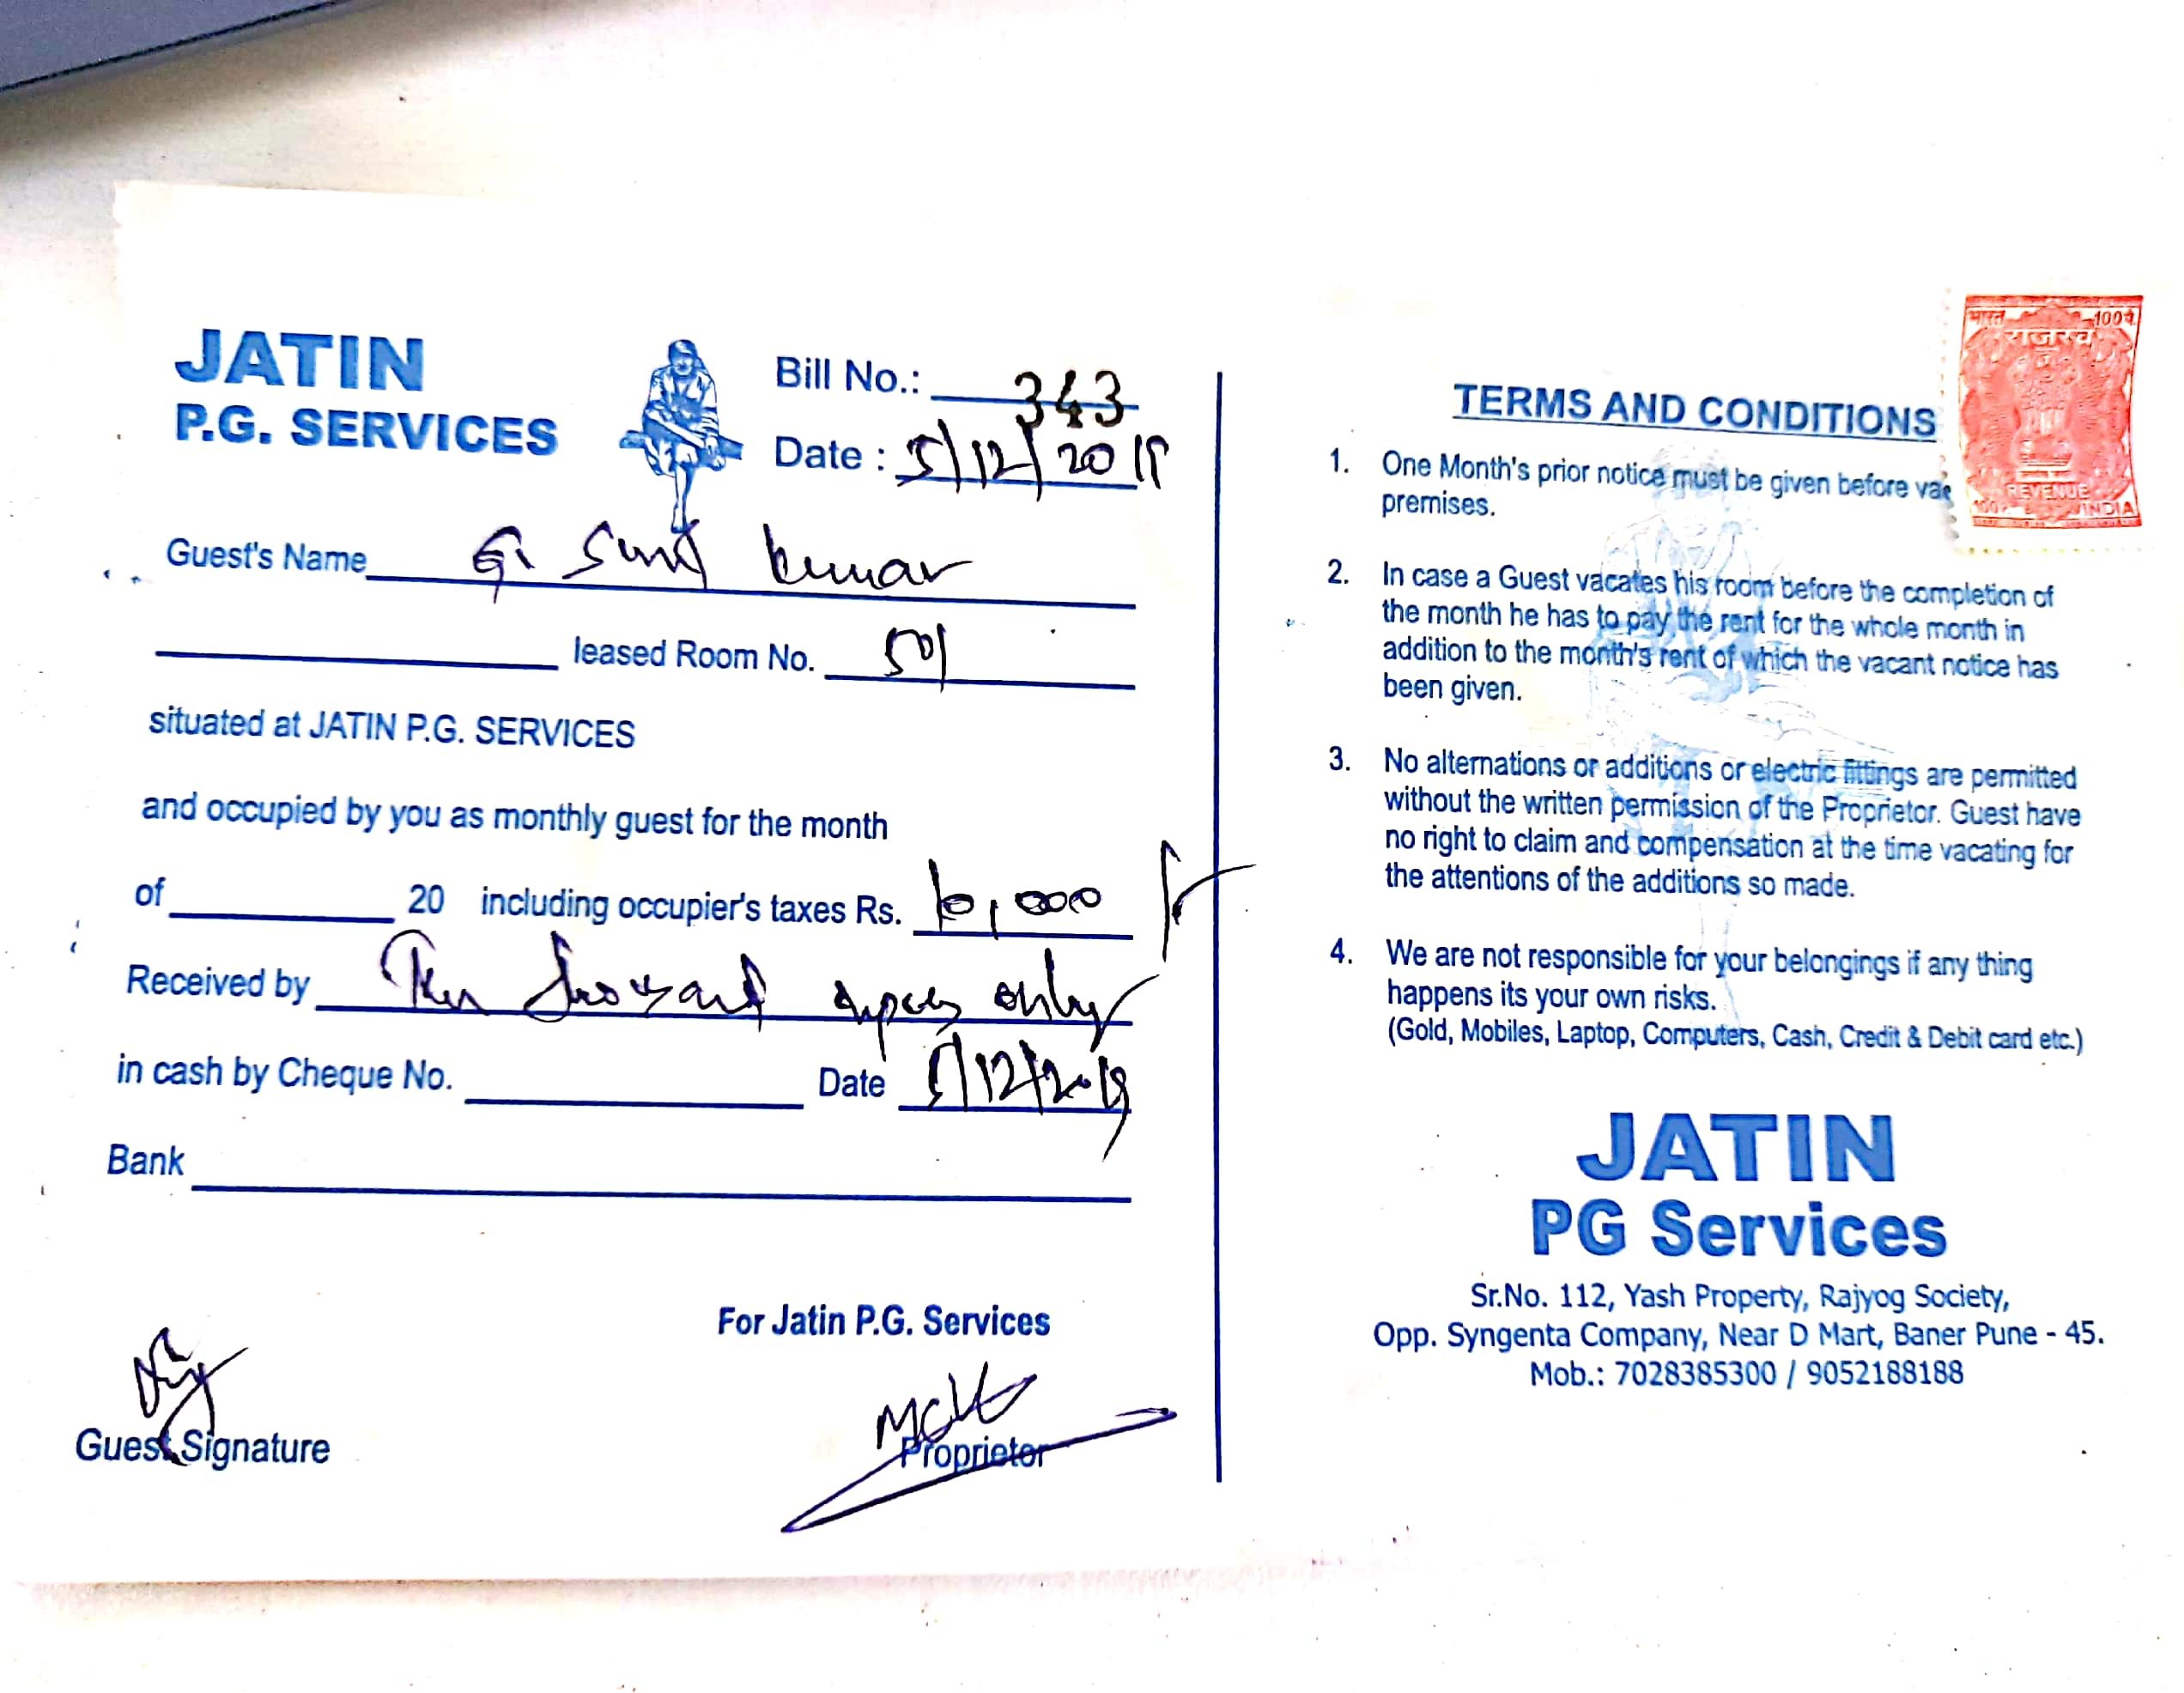 JATIN
P.G. SERVICES
Bill No.: 343
Date : 5/12/2019
Guest's Name G. Sunil kumar
leased Room No. 501
situated at JATIN P.G. SERVICES
and occupied by you as monthly guest for the month
of 20 including occupier's taxes Rs. 10,000
Received by Ten thousand rupees only
in cash by Cheque No. Date 5/12/2019
Bank
For Jatin P.G. Services
Guest Signature
Proprietor
TERMS AND CONDITIONS
1. One Month's prior notice must be given before
premises.
2. In case a Guest vacates his room before the completion of
the month he has to pay the rent for the whole month in
addition to the month's rent of which the vacant notice has
been given.
3. No alternations or additions or electric fittings are permitted
without the written permission of the Proprietor. Guest have
no right to claim and compensation at the time vacating for
the attentions of the additions so made.
4. We are not responsible for your belongings if any thing
happens its your own risks.
(Gold, Mobiles, Laptop, Computers, Cash, Credit & Debit card etc.)
JATIN
PG Services
Sr.No. 112, Yash Property, Rajyog Society,
Opp. Syngenta Company, Near D Mart, Baner Pune - 45.
Mob.: 7028385300 / 9052188188
भारत
राजस्व
REVENUE
INDIA